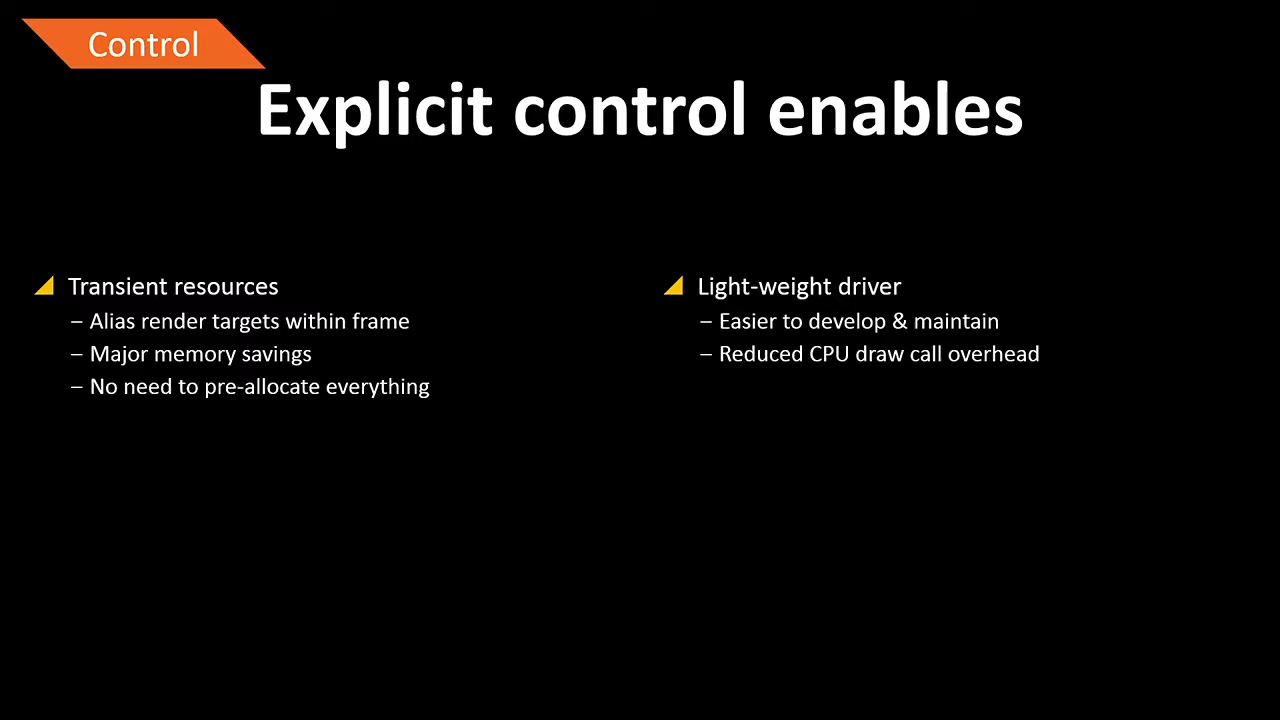 Control
Explicit control enables
Transient resources
– Alias render targets within frame
– Major memory savings
– No need to pre-allocate everything
Light-weight driver
– Easier to develop & maintain
– Reduced CPU draw call overhead